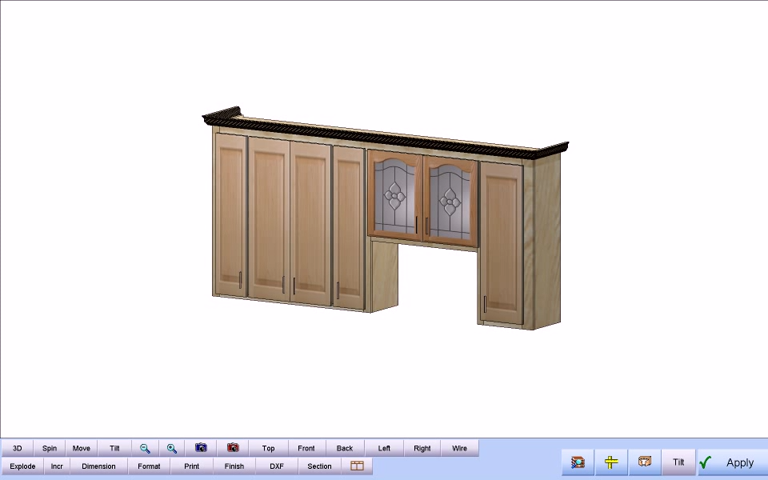 3D Spin Move Tilt Top Front Back Left Right Wire
Explode Incr Dimension Format Print Finish DXF Section Tilt Apply